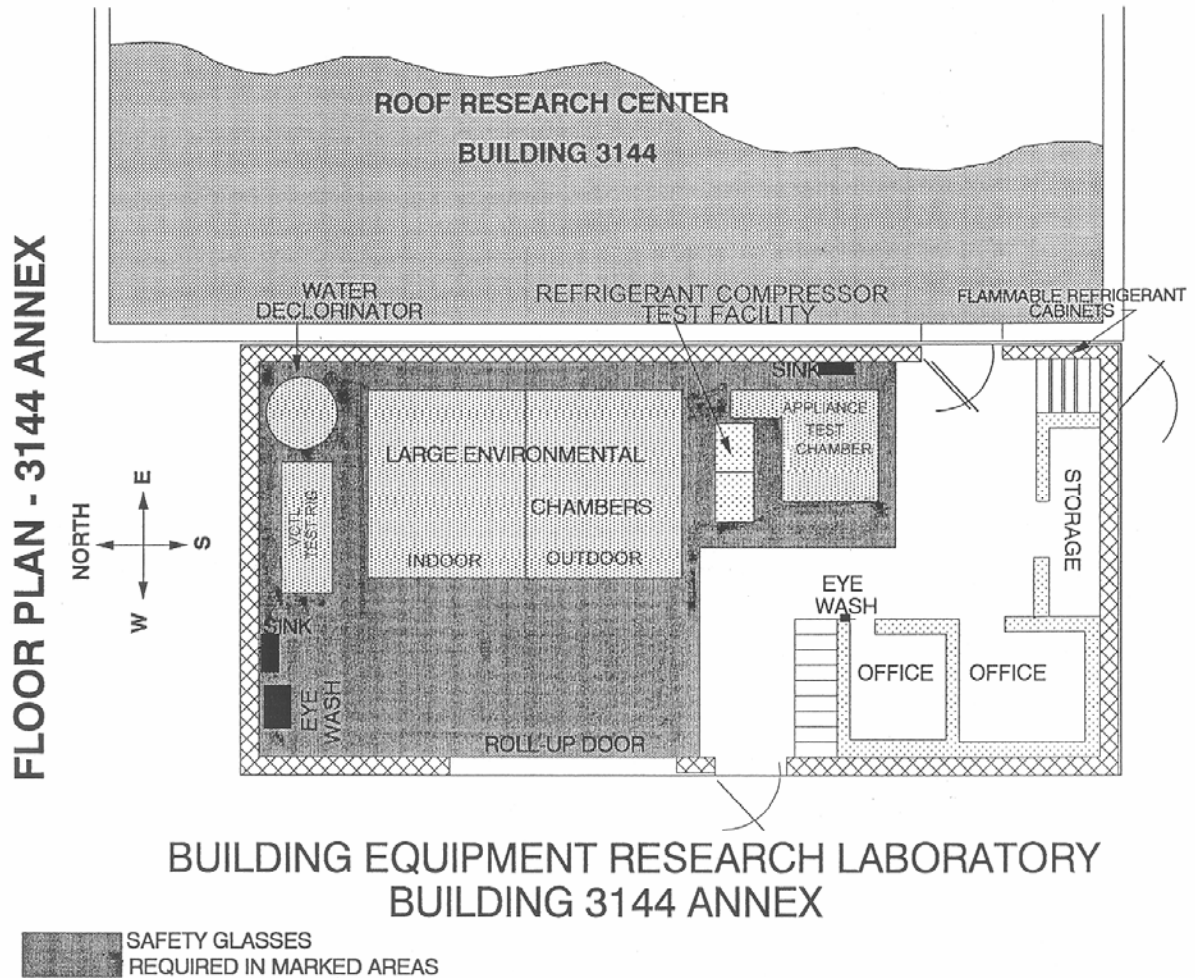 ROOF RESEARCH CENTER
BUILDING 3144
FLOOR PLAN - 3144 ANNEX
WATER
DECLORINATOR
REFRIGERANT COMPRESSOR
TEST FACILITY
FLAMMABLE REFRIGERANT
CABINETS
SINK
APPLIANCE
TEST
CHAMBER
LARGE ENVIRONMENTAL
CHAMBERS
INDOOR
OUTDOOR
VCTL
TEST RIG
STORAGE
NORTH
E
S
W
SINK
EYE
WASH
EYE
WASH
OFFICE
OFFICE
ROLL-UP DOOR
BUILDING EQUIPMENT RESEARCH LABORATORY
BUILDING 3144 ANNEX
SAFETY GLASSES
REQUIRED IN MARKED AREAS